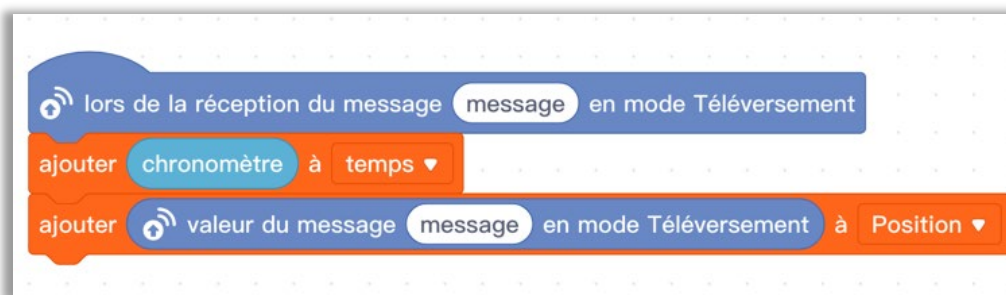 lors de la réception du message message en mode Téléversement
ajouter chronomètre à temps
ajouter valeur du message message en mode Téléversement à Position